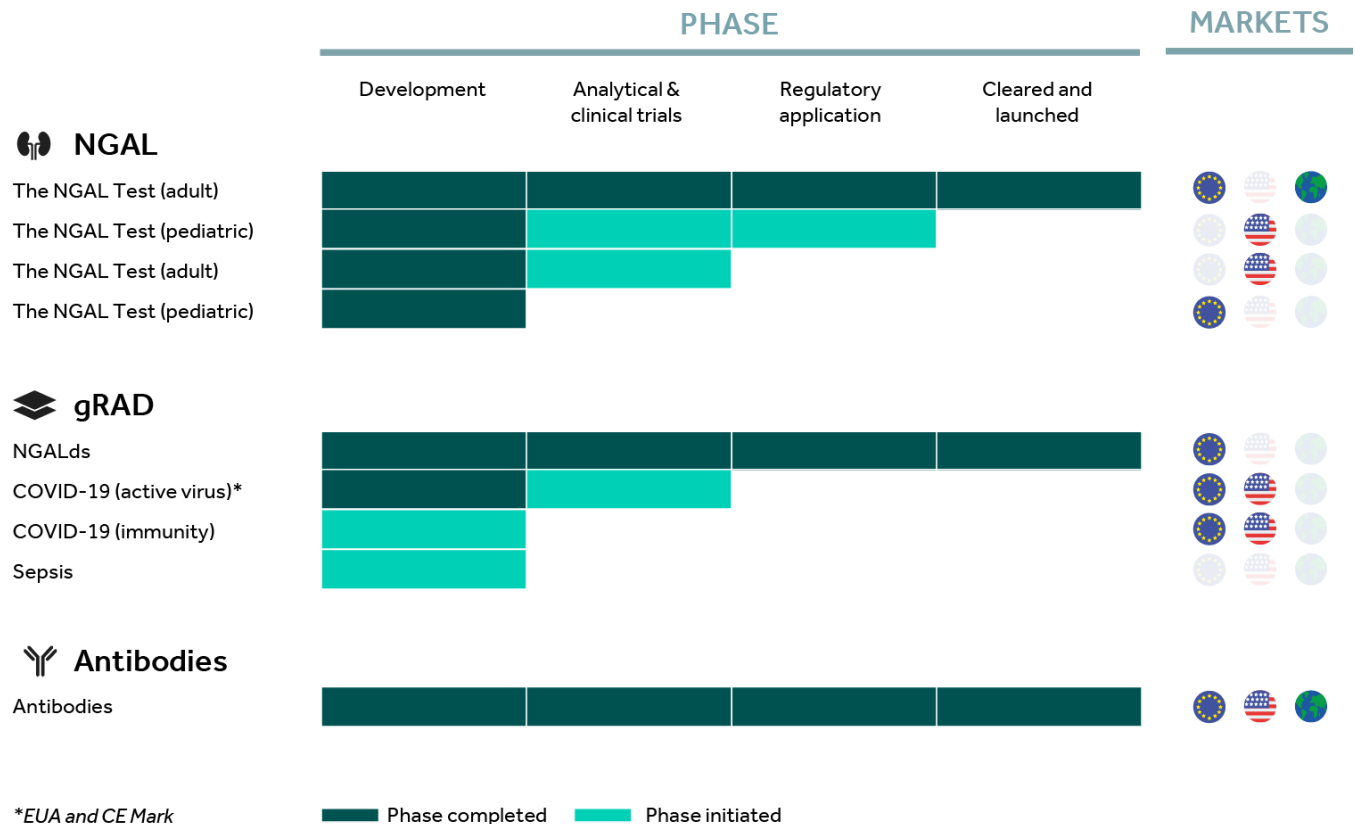 PHASE
MARKETS
Development
Analytical &
clinical trials
Regulatory
application
Cleared and
launched
NGAL
The NGAL Test (adult)
The NGAL Test (pediatric)
The NGAL Test (adult)
The NGAL Test (pediatric)
gRAD
NGALds
COVID-19 (active virus)*
COVID-19 (immunity)
Sepsis
Antibodies
Antibodies
*EUA and CE Mark
Phase completed
Phase initiated